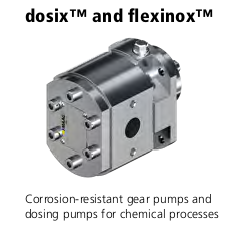 dosix™ and flexinox™
Corrosion-resistant gear pumps and
dosing pumps for chemical processes